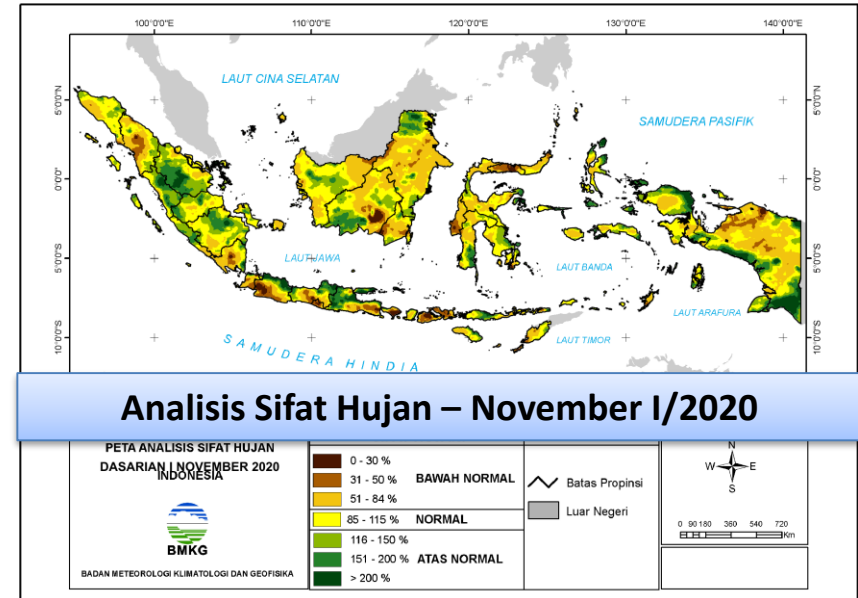 100°0'0"E 110°0'0"E 120°0'0"E 130°0'0"E 140°0'0"E
LAUT CINA SELATAN
5°0'0"N 5°0'0"N
SAMUDERA PASIFIK
0°0'0" 0°0'0"
LAUT JAWA
5°0'0"S 5°0'0"S
LAUT BANDA
LAUT ARAFURA
10°0'0"S 10°0'0"S
SAMUDERA HINDIA
LAUT TIMOR
Analisis Sifat Hujan – November I/2020
PETA ANALISIS SIFAT HUJAN
DASARIAN I NOVEMBER 2020
INDONESIA
BMKG
BADAN METEOROLOGI KLIMATOLOGI DAN GEOFISIKA
0 - 30 %
31 - 50 % BAWAH NORMAL
51 - 84 %
85 - 115 % NORMAL
116 - 150 %
151 - 200 % ATAS NORMAL
> 200 %
Batas Propinsi
Luar Negeri
N
W E
S
0 90 180 360 540 720
Km